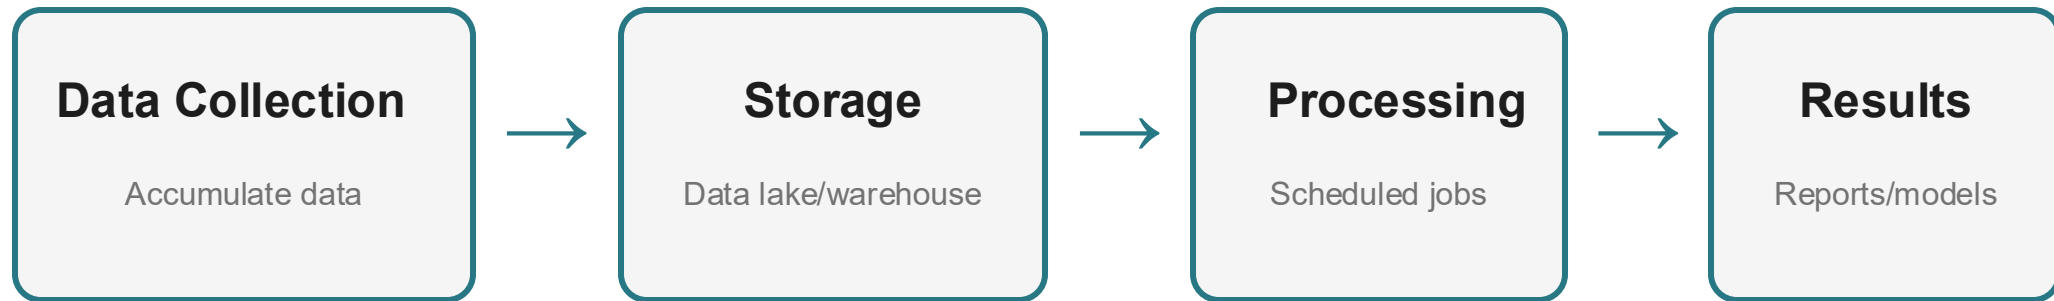 Data Collection
Accumulate data
Storage
Data lake/warehouse
Processing
Scheduled jobs
Results
Reports/models